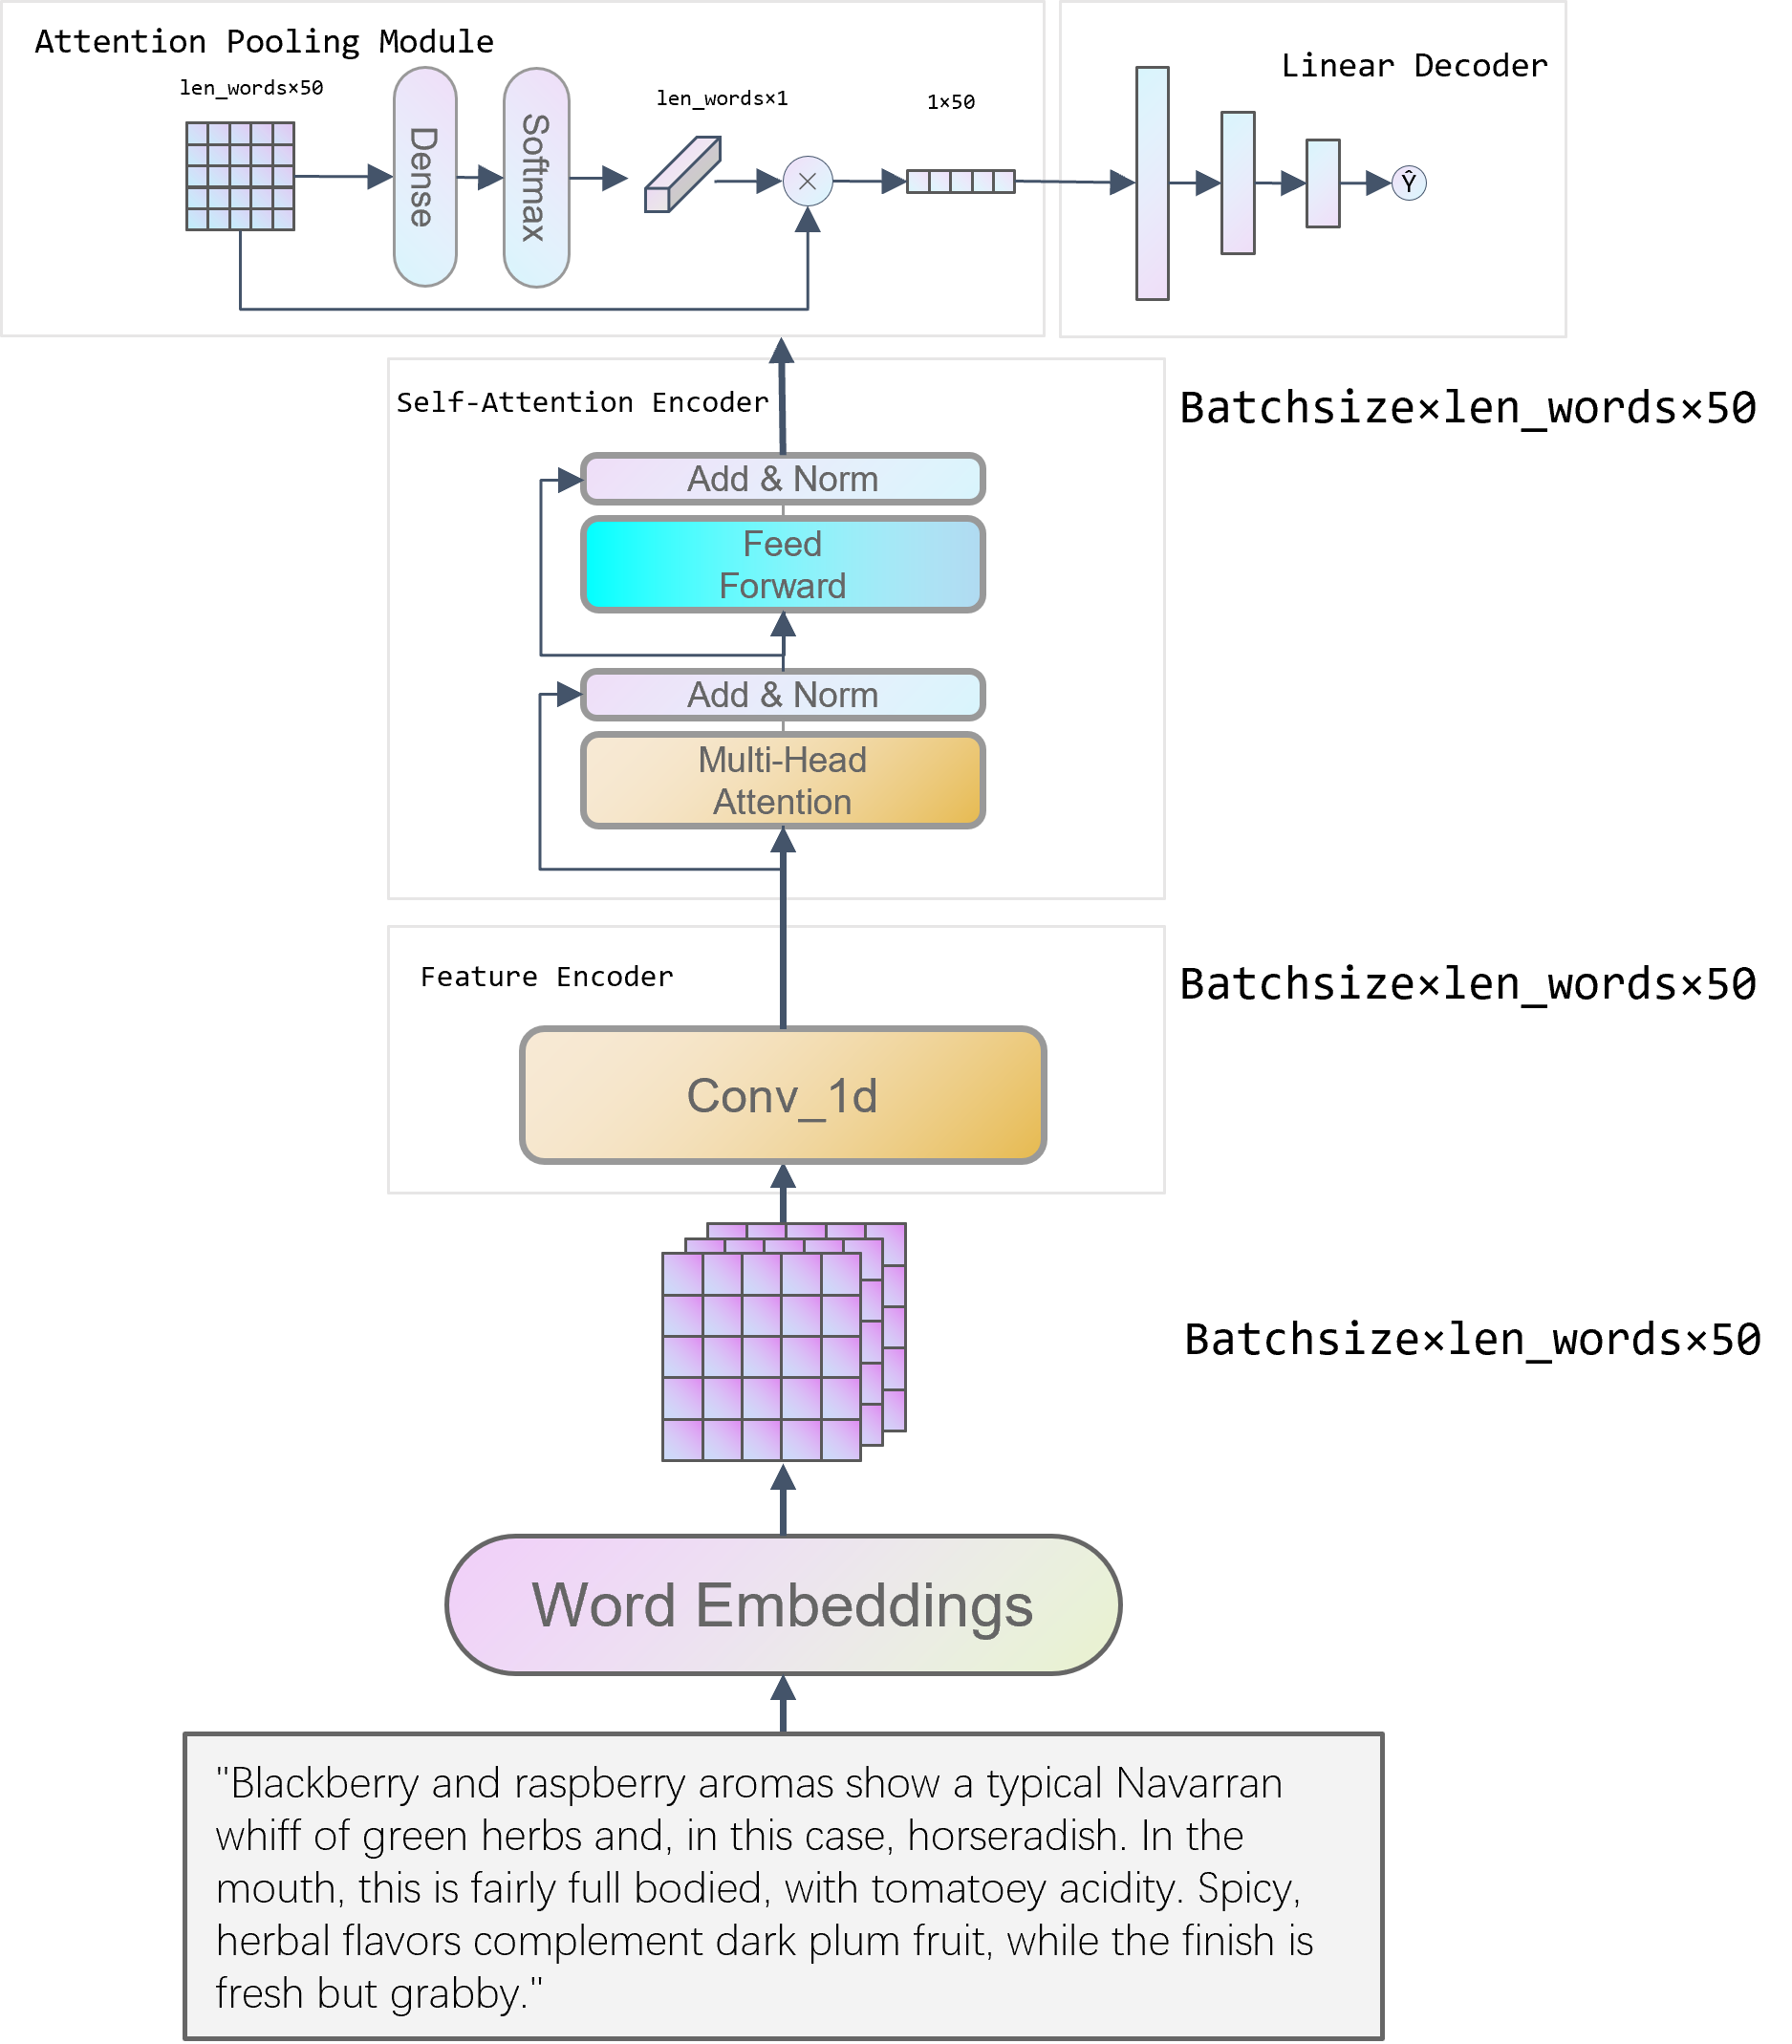 Attention Pooling Module
len_words×50
Dense
Softmax
len_words×1
×
1×50
Linear Decoder
Ŷ
Self-Attention Encoder
Batchsize×len_words×50
Add & Norm
Feed
Forward
Add & Norm
Multi-Head
Attention
Feature Encoder
Batchsize×len_words×50
Conv_1d
Batchsize×len_words×50
Word Embeddings
"Blackberry and raspberry aromas show a typical Navarran
whiff of green herbs and, in this case, horseradish. In the
mouth, this is fairly full bodied, with tomatoey acidity. Spicy,
herbal flavors complement dark plum fruit, while the finish is
fresh but grabby."